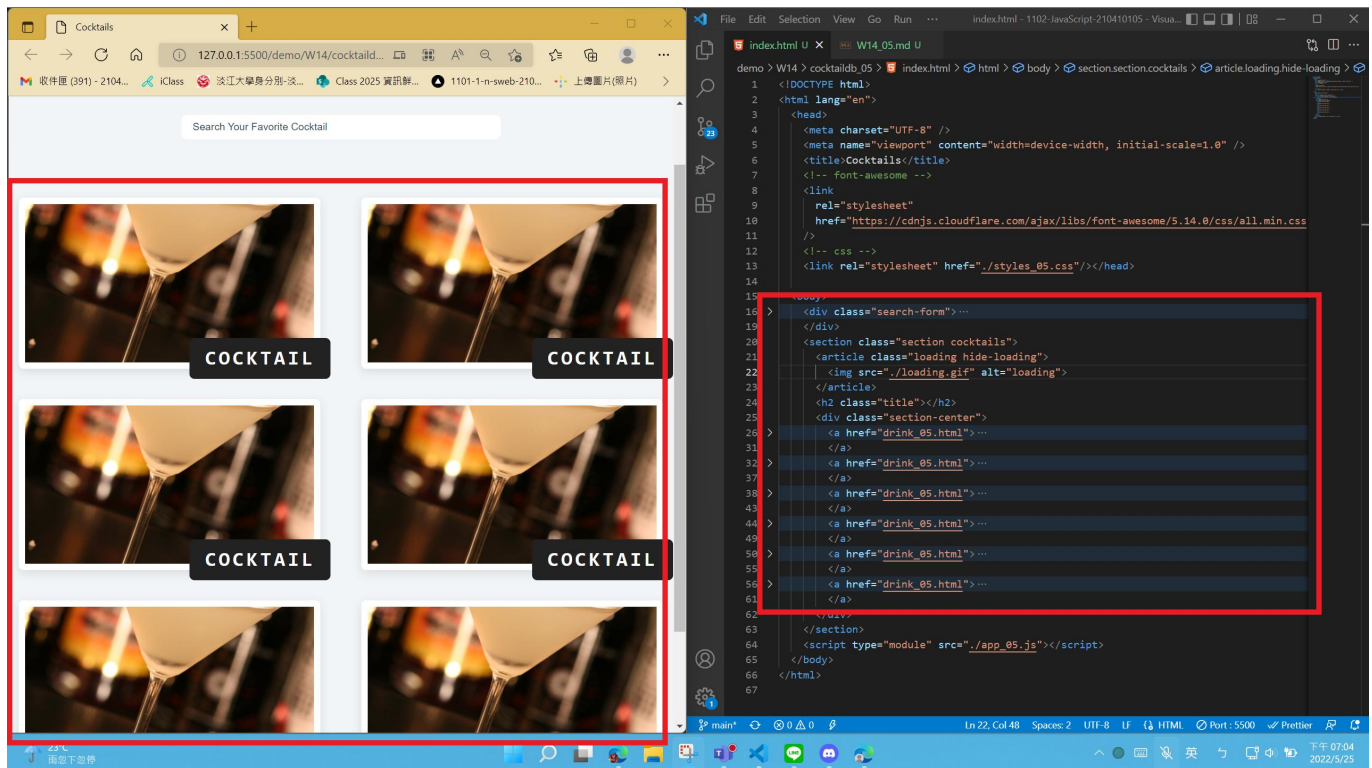 Cocktails
127.0.0.1:5500/demo/W14/cocktaild...
收件匣 (391) - 2104...
iClass
淡江大學身分別-淡...
Class 2025 資訊鮮...
1101-1-n-sweb-210...
上傳圖片(照片)
Search Your Favorite Cocktail
COCKTAIL
COCKTAIL
COCKTAIL
COCKTAIL
File Edit Selection View Go Run ··· index.html - 1102-JavaScript-210410105 - Visua...
index.html U
W14_05.md U
demo > W14 > cocktaildb_05 > index.html > html > body > section.section.cocktails > article.loading.hide-loading >
1 <!DOCTYPE html>
2 <html lang="en">
3 <head>
4 <meta charset="UTF-8" />
5 <meta name="viewport" content="width=device-width, initial-scale=1.0" />
6 <title>Cocktails</title>
7 <!-- font-awesome -->
8 <link
9 rel="stylesheet"
10 href="https://cdnjs.cloudflare.com/ajax/libs/font-awesome/5.14.0/css/all.min.css
11 />
12 <!-- css -->
13 <link rel="stylesheet" href="./styles_05.css"/></head>
14
15 <body>
16 <div class="search-form">···
19 </div>
20 <section class="section cocktails">
21 <article class="loading hide-loading">
22 <img src="./loading.gif" alt="loading">
23 </article>
24 <h2 class="title"></h2>
25 <div class="section-center">
26 <a href="drink_05.html">···
31 </a>
32 <a href="drink_05.html">···
37 </a>
38 <a href="drink_05.html">···
43 </a>
44 <a href="drink_05.html">···
49 </a>
50 <a href="drink_05.html">···
55 </a>
56 <a href="drink_05.html">···
61 </a>
62 </div>
63 </section>
64 <script type="module" src="./app_05.js"></script>
65 </body>
66 </html>
67
23
1
main* 0 0 Ln 22, Col 48 Spaces: 2 UTF-8 LF HTML Port : 5500 Prettier
23°C
雨忽下忽停
英 ㄅ
下午 07:04
2022/5/25